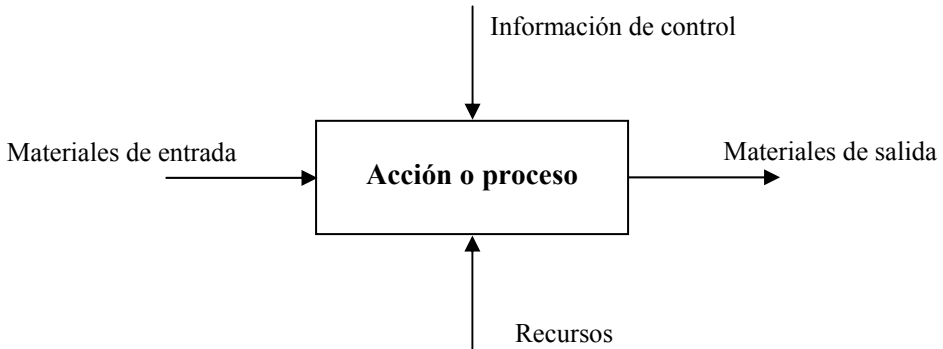 Información de control
Materiales de entrada
Acción o proceso
Materiales de salida
Recursos